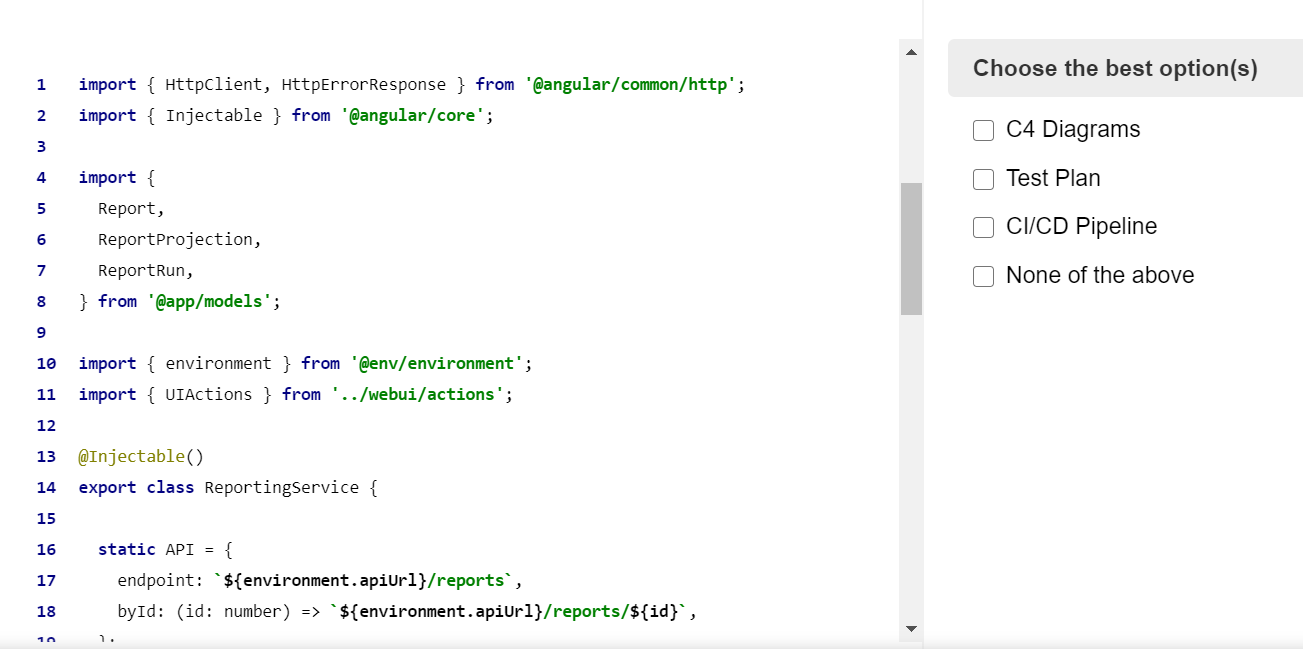 1 import { HttpClient, HttpErrorResponse } from '@angular/common/http';
2 import { Injectable } from '@angular/core';
3
4 import {
5 Report,
6 ReportProjection,
7 ReportRun,
8 } from '@app/models';
9
10 import { environment } from '@env/environment';
11 import { UIActions } from '../webui/actions';
12
13 @Injectable()
14 export class ReportingService {
15
16 static API = {
17 endpoint: `${environment.apiUrl}/reports`,
18 byId: (id: number) => `${environment.apiUrl}/reports/${id}`,
19 };
Choose the best option(s)
C4 Diagrams
Test Plan
CI/CD Pipeline
None of the above